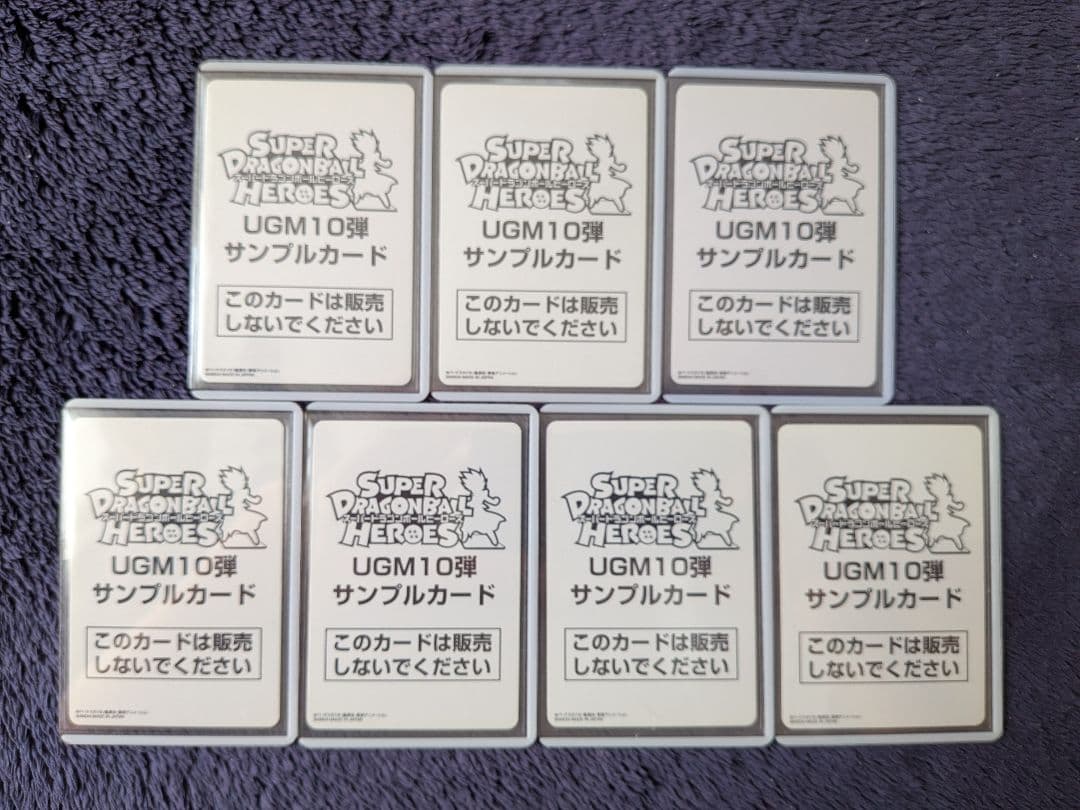 SUPER
DRAGONBALL
スーパードラゴンボールヒーローズ
HEROES
UGM10弾
サンプルカード
このカードは販売
しないでください
SUPER
DRAGONBALL
スーパードラゴンボールヒーローズ
HEROES
UGM10弾
サンプルカード
このカードは販売
しないでください
SUPER
DRAGONBALL
スーパードラゴンボールヒーローズ
HEROES
UGM10弾
サンプルカード
このカードは販売
しないでください
SUPER
DRAGONBALL
スーパードラゴンボールヒーローズ
HEROES
UGM10弾
サンプルカード
このカードは販売
しないでください
SUPER
DRAGONBALL
スーパードラゴンボールヒーローズ
HEROES
UGM10弾
サンプルカード
このカードは販売
しないでください
SUPER
DRAGONBALL
スーパードラゴンボールヒーローズ
HEROES
UGM10弾
サンプルカード
このカードは販売
しないでください
SUPER
DRAGONBALL
スーパードラゴンボールヒーローズ
HEROES
UGM10弾
サンプルカード
このカードは販売
しないでください